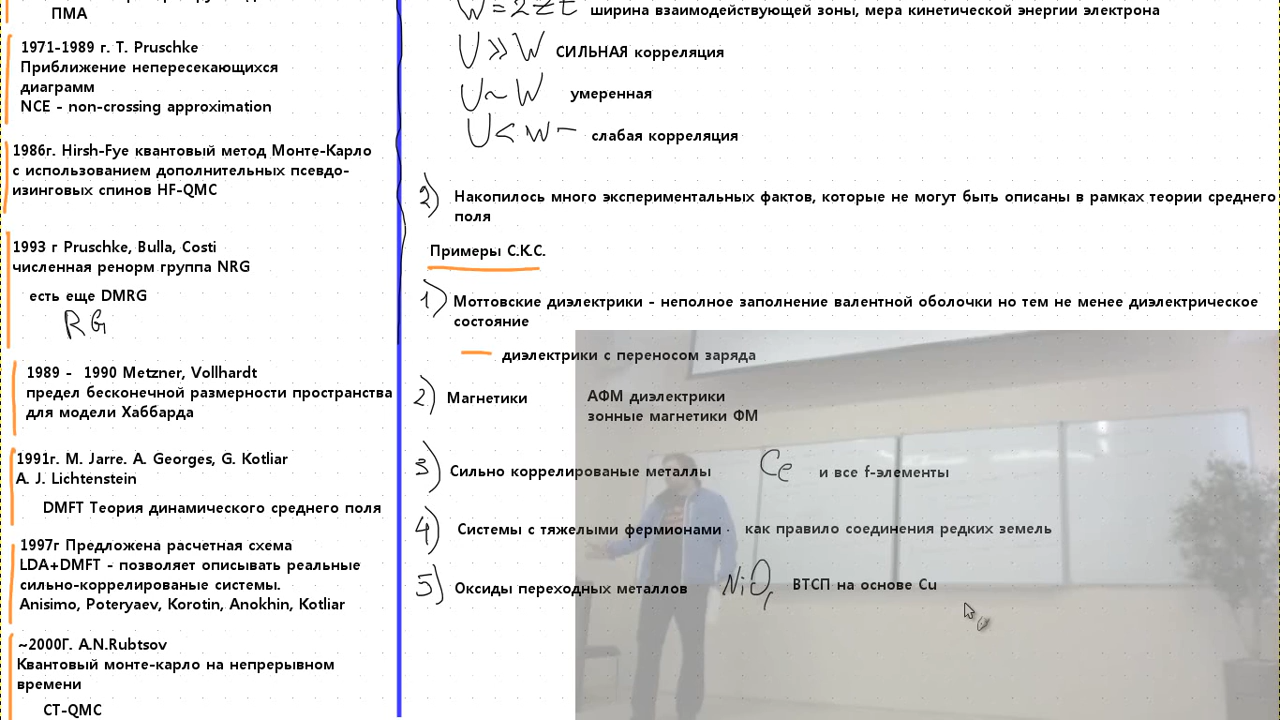 ПМА
1971-1989 г. T. Pruschke
Приближение непересекающихся
диаграмм
NCE - non-crossing approximation
1986г. Hirsh-Fye квантовый метод Монте-Карло
с использованием дополнительных псевдо-
изинговых спинов HF-QMC
1993 г Pruschke, Bulla, Costi
численная ренорм группа NRG
есть еще DMRG
RG
1989 - 1990 Metzner, Vollhardt
предел бесконечной размерности пространства
для модели Хаббарда
1991г. M. Jarre. A. Georges, G. Kotliar
A. J. Lichtenstein
DMFT Теория динамического среднего поля
1997г Предложена расчетная схема
LDA+DMFT - позволяет описывать реальные
сильно-коррелированые системы.
Anisimo, Poteryaev, Korotin, Anokhin, Kotliar
~2000Г. A.N.Rubtsov
Квантовый монте-карло на непрерывном
времени
CT-QMC
W = 2zt ширина взаимодействующей зоны, мера кинетической энергии электрона
U >> W СИЛЬНАЯ корреляция
U ~ W умеренная
U < W - слабая корреляция
2) Накопилось много экспериментальных фактов, которые не могут быть описаны в рамках теории среднего
поля
Примеры С.К.С.
1) Моттовские диэлектрики - неполное заполнение валентной оболочки но тем не менее диэлектрическое
состояние
диэлектрики с переносом заряда
2) Магнетики АФМ диэлектрики
зонные магнетики ФМ
3) Сильно коррелированые металлы Ce и все f-элементы
4) Системы с тяжелыми фермионами - как правило соединения редких земель
5) Оксиды переходных металлов NiO, ВТСП на основе Cu